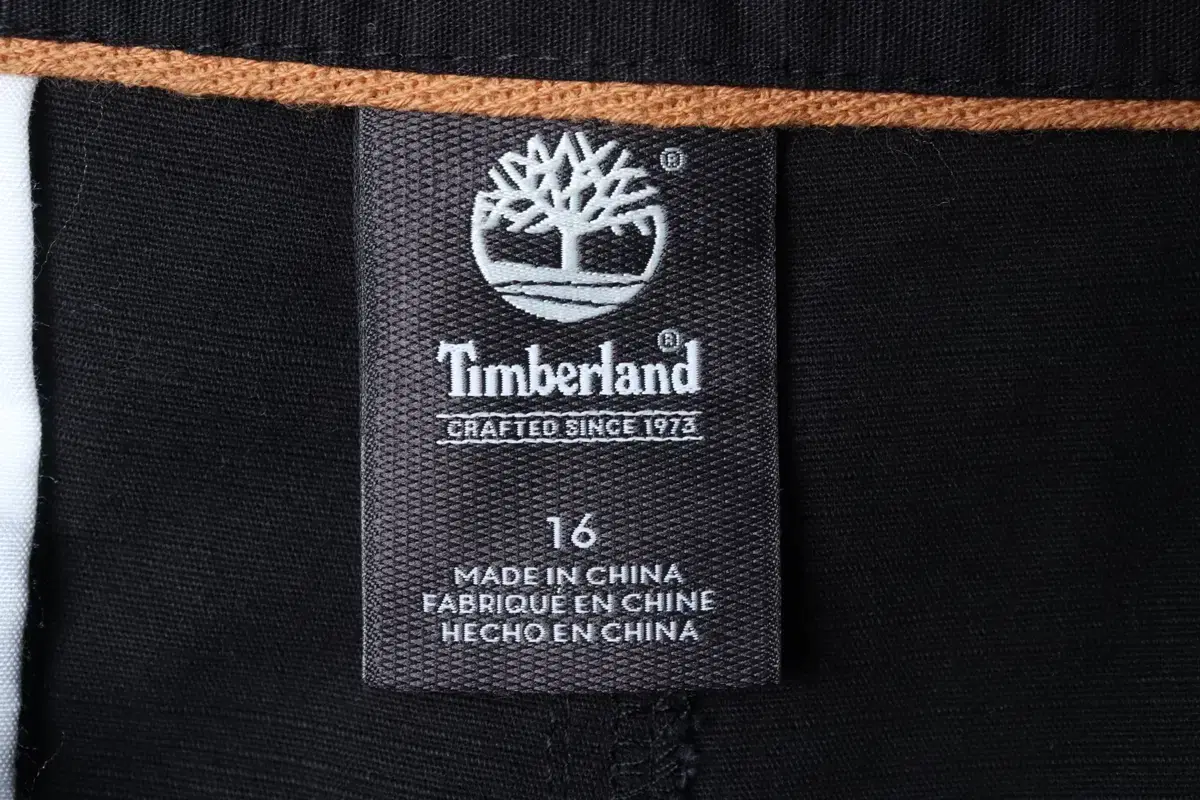 ®
Timberland®
CRAFTED SINCE 1973
16
MADE IN CHINA
FABRIQUÉ EN CHINE
HECHO EN CHINA